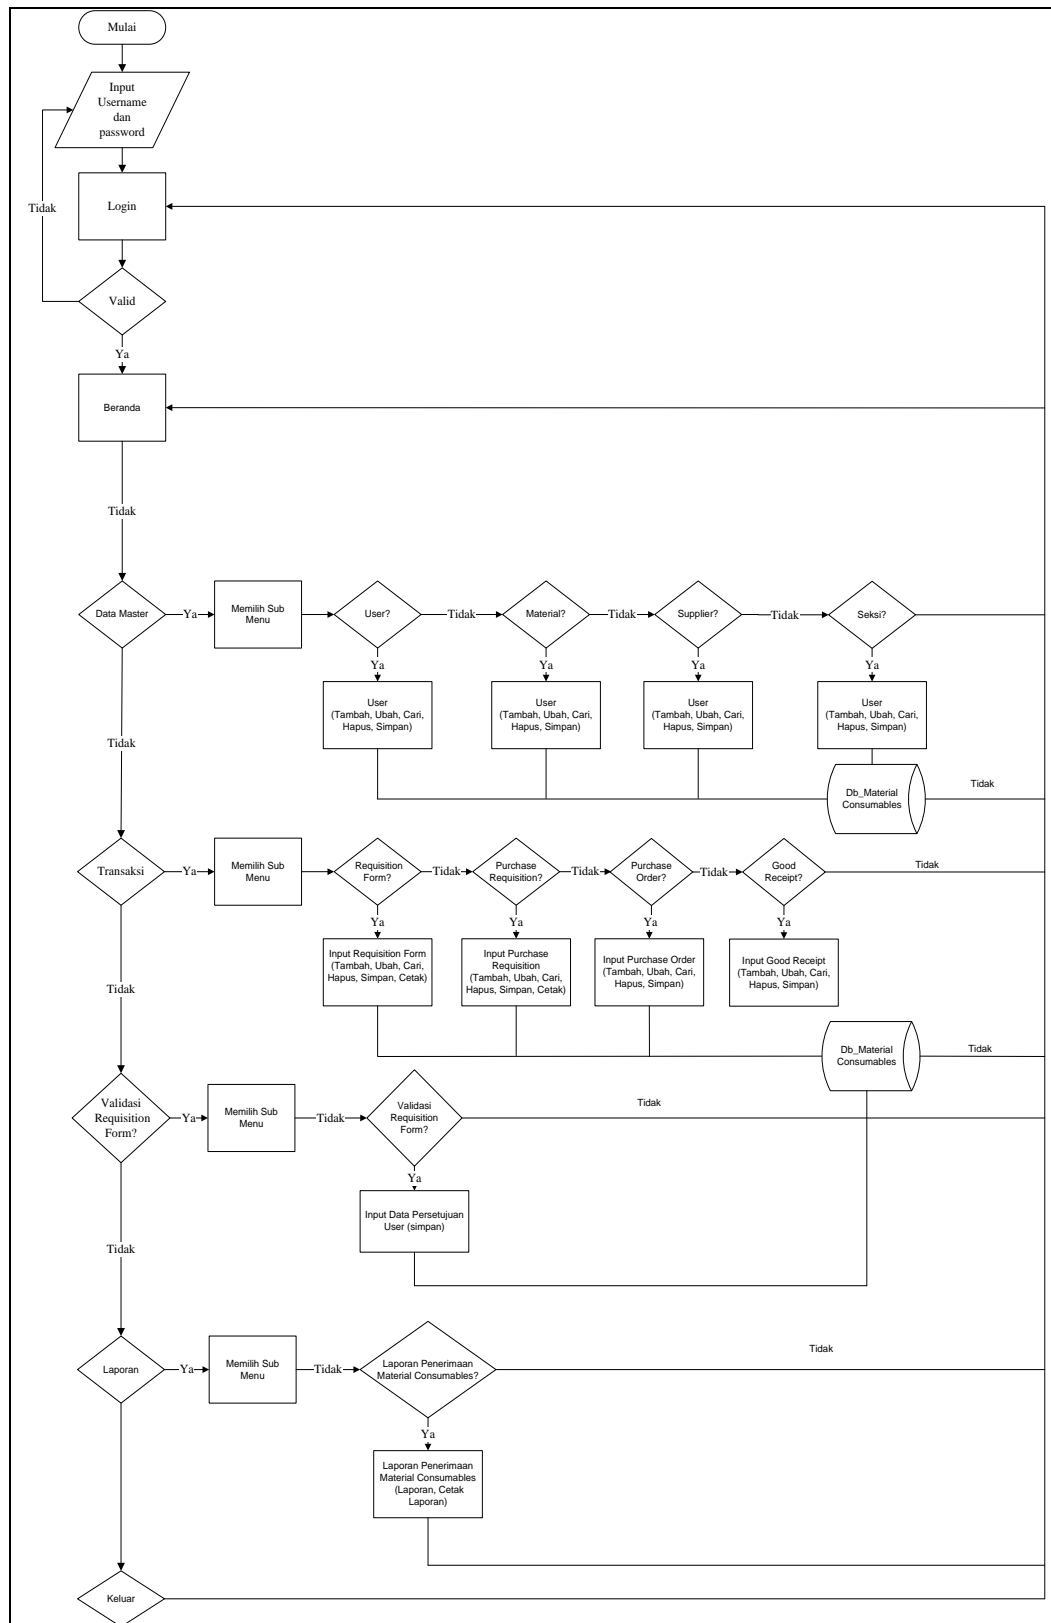 Mulai
Input
Username
dan
password
Tidak
Login
Valid
Ya
Beranda
Tidak
Data Master
Ya
Memilih Sub
Menu
User?
Tidak
Material?
Tidak
Supplier?
Tidak
Seksi?
Ya
Ya
Ya
Ya
User
(Tambah, Ubah, Cari,
Hapus, Simpan)
User
(Tambah, Ubah, Cari,
Hapus, Simpan)
User
(Tambah, Ubah, Cari,
Hapus, Simpan)
User
(Tambah, Ubah, Cari,
Hapus, Simpan)
Tidak
Db_Material
Consumables
Tidak
Transaksi
Ya
Memilih Sub
Menu
Requisition
Form?
Tidak
Purchase
Requisition?
Tidak
Purchase
Order?
Tidak
Good
Receipt?
Tidak
Ya
Ya
Ya
Ya
Input Requisition Form
(Tambah, Ubah, Cari,
Hapus, Simpan, Cetak)
Input Purchase
Requisition
(Tambah, Ubah, Cari,
Hapus, Simpan, Cetak)
Input Purchase Order
(Tambah, Ubah, Cari,
Hapus, Simpan)
Input Good Receipt
(Tambah, Ubah, Cari,
Hapus, Simpan)
Tidak
Db_Material
Consumables
Tidak
Validasi
Requisition
Form?
Ya
Memilih Sub
Menu
Tidak
Validasi
Requisition
Form?
Tidak
Ya
Input Data Persetujuan
User (simpan)
Tidak
Laporan
Ya
Memilih Sub
Menu
Tidak
Laporan Penerimaan
Material Consumables?
Tidak
Ya
Laporan Penerimaan
Material Consumables
(Laporan, Cetak
Laporan)
Keluar